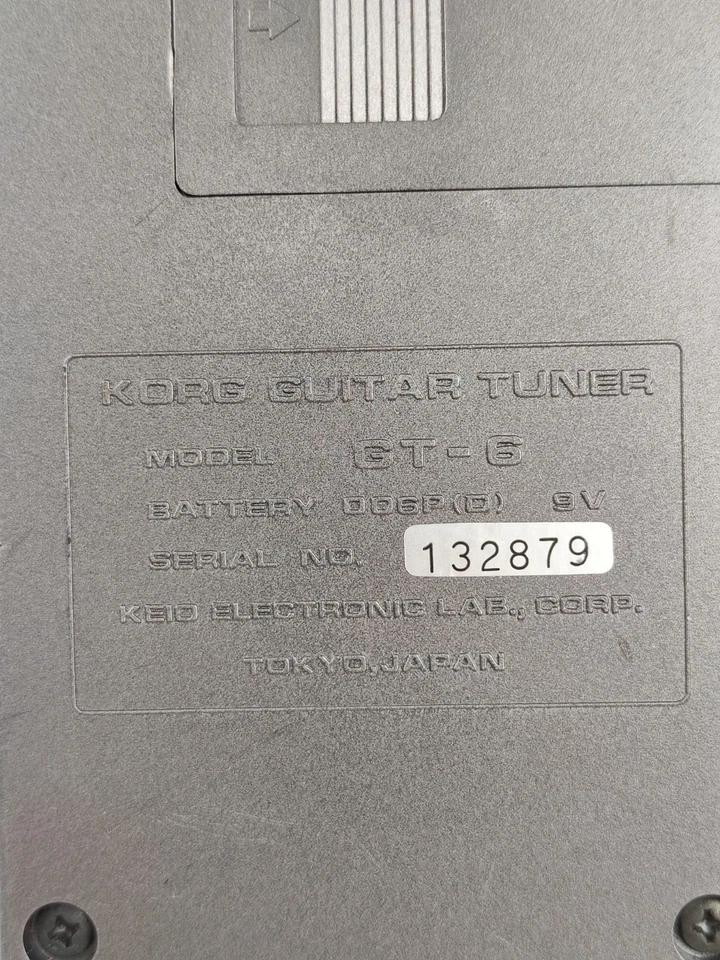 KORG GUITAR TUNER
MODEL GT-6
BATTERY 006P(D) 9V
SERIAL NO. 132879
KEIO ELECTRONIC LAB., CORP.
TOKYO, JAPAN